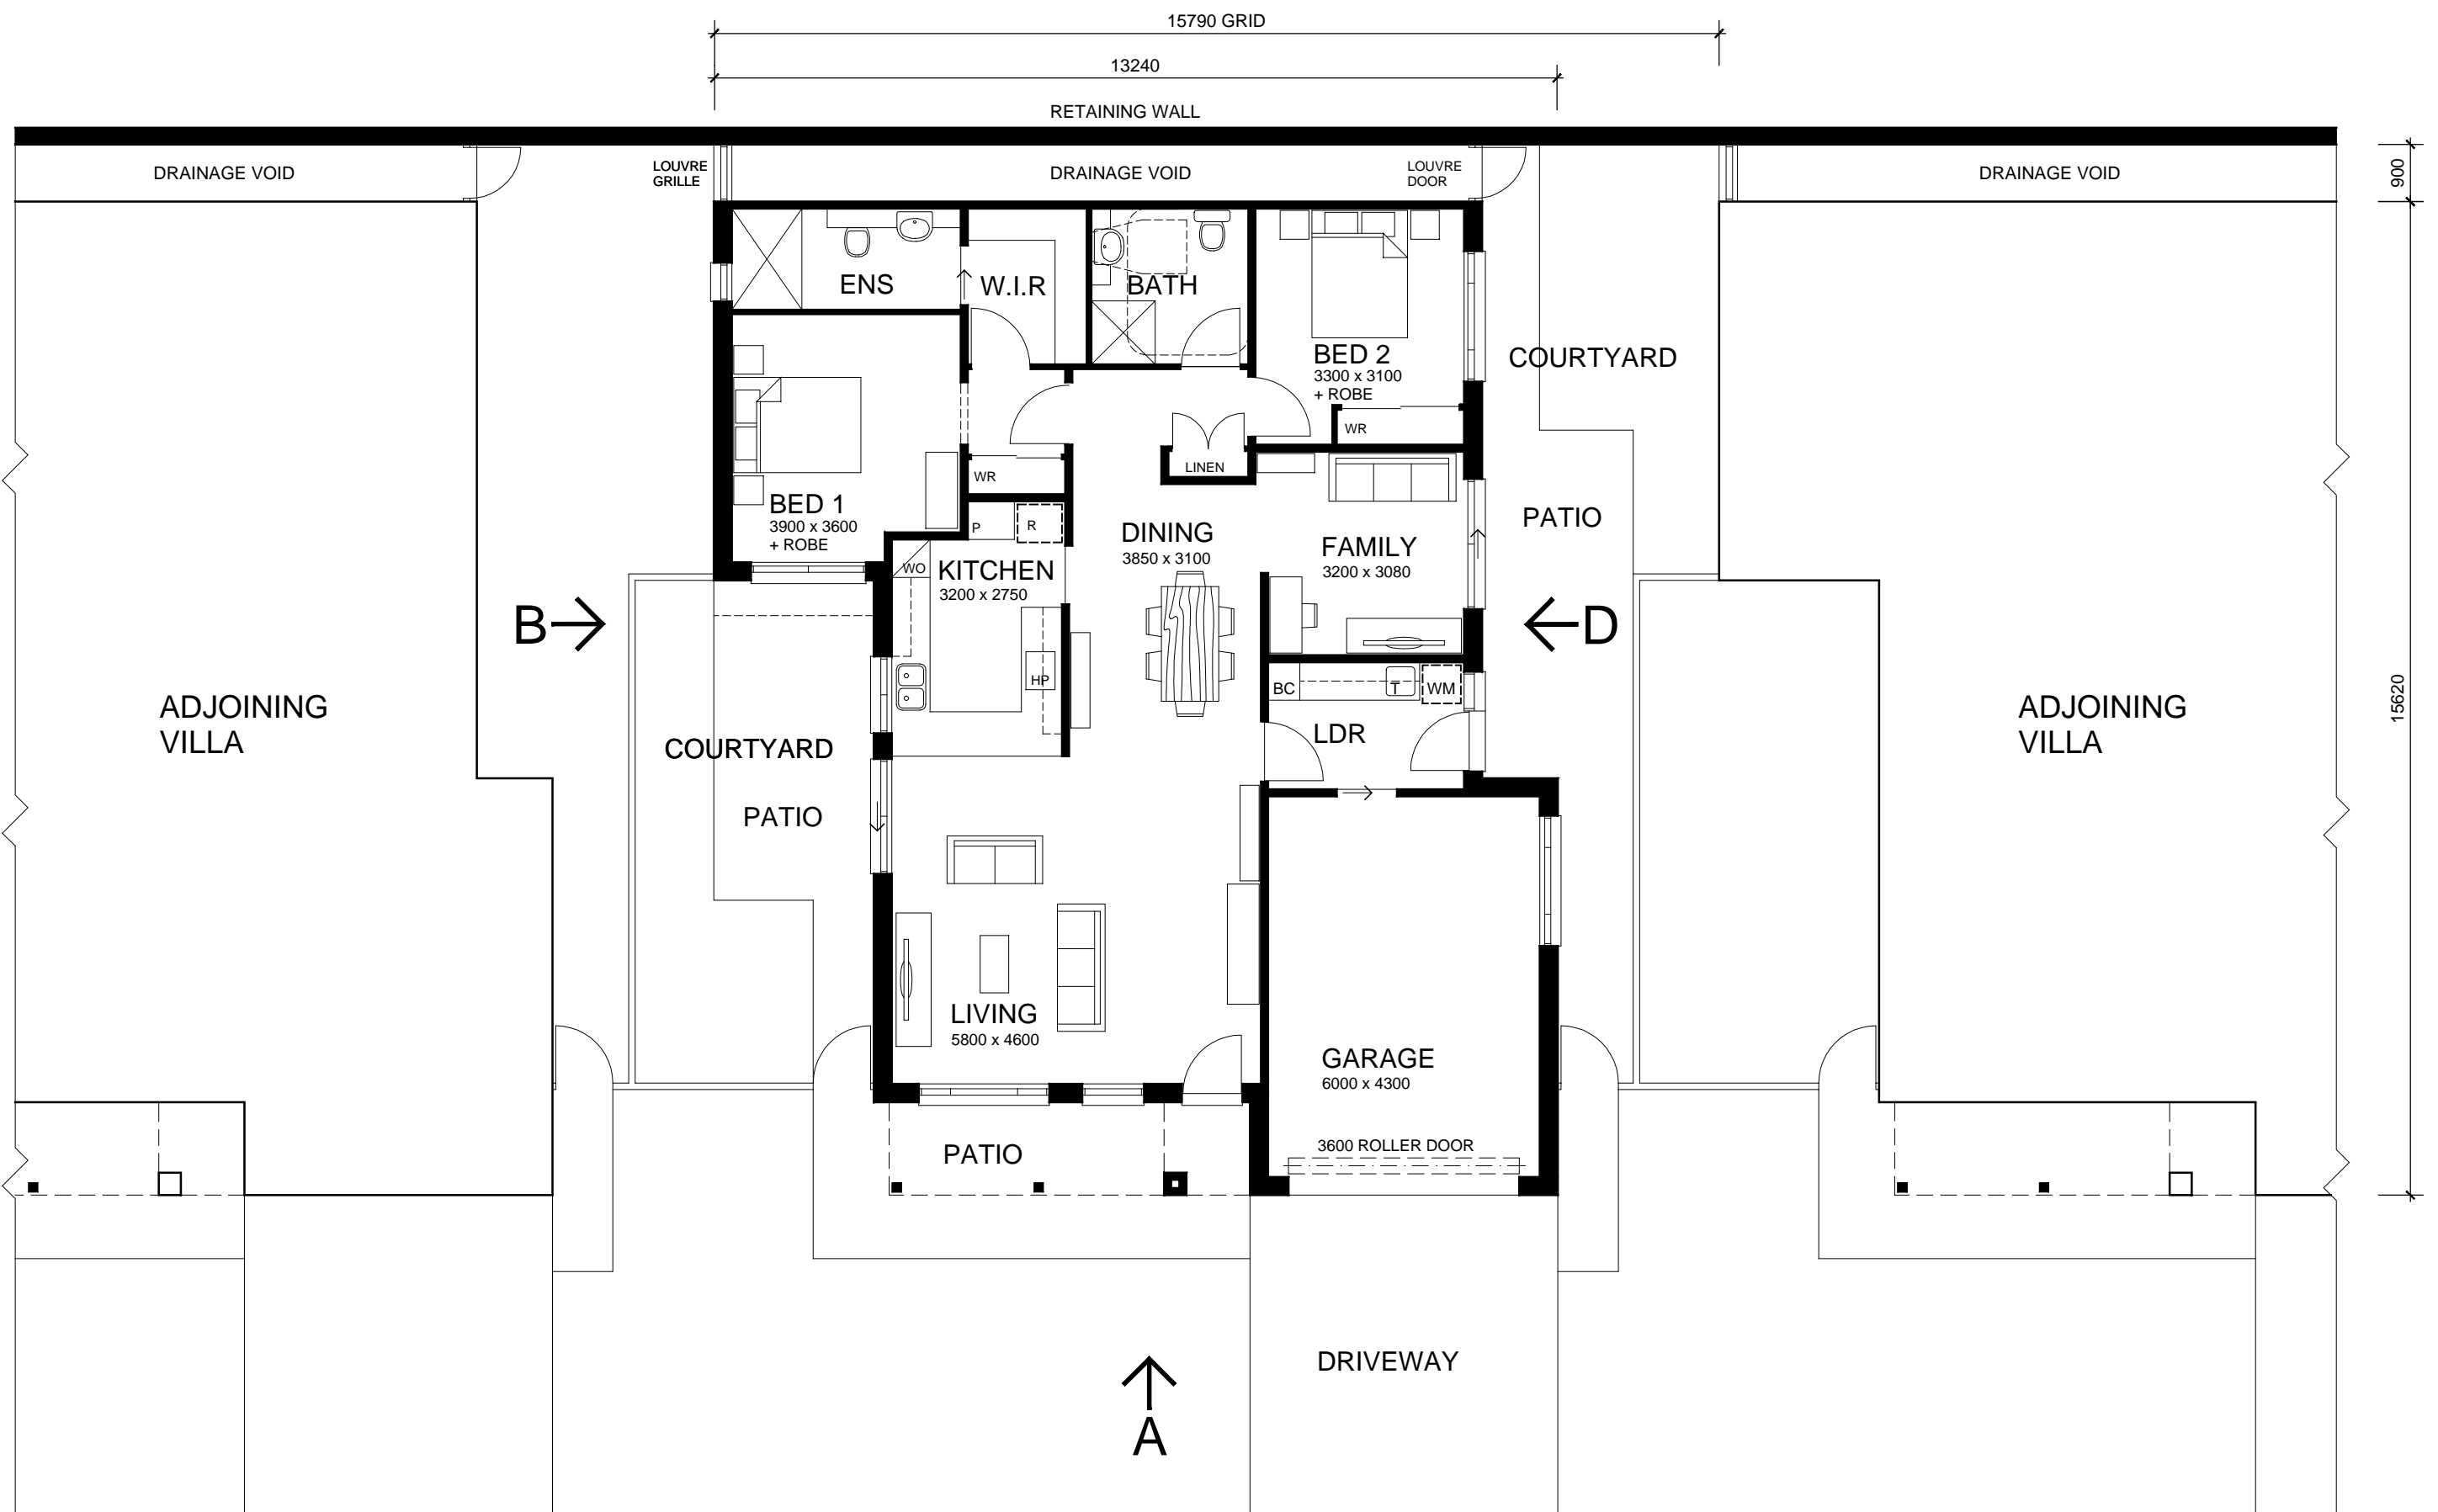 15790 GRID
13240
RETAINING WALL
DRAINAGE VOID
LOUVRE
GRILLE
DRAINAGE VOID
LOUVRE
DOOR
DRAINAGE VOID
900
ENS
W.I.R
BATH
BED 2
3300 x 3100
+ ROBE
WR
COURTYARD
LINEN
WR
BED 1
3900 x 3600
+ ROBE
P
R
WO
KITCHEN
3200 x 2750
DINING
3850 x 3100
FAMILY
3200 x 3080
PATIO
B
D
HP
BC
T
WM
LDR
ADJOINING
VILLA
COURTYARD
PATIO
ADJOINING
VILLA
15620
LIVING
5800 x 4600
GARAGE
6000 x 4300
3600 ROLLER DOOR
PATIO
DRIVEWAY
A